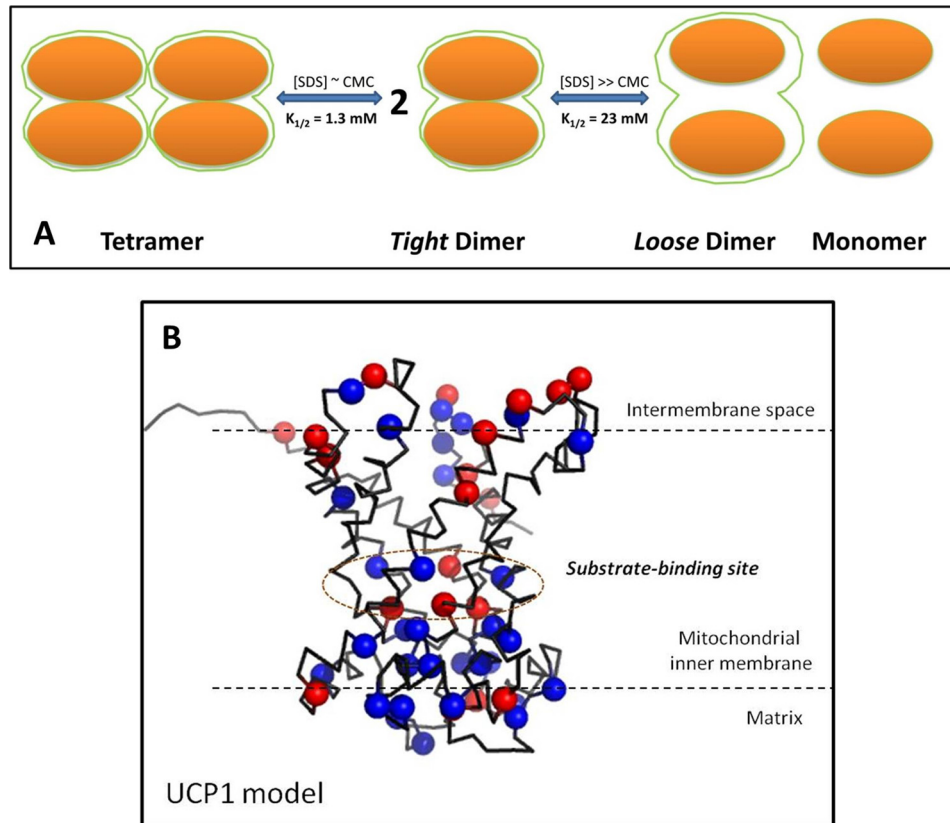 [SDS] ~ CMC
K1/2 = 1.3 mM
2
[SDS] >> CMC
K1/2 = 23 mM
A
Tetramer
Tight Dimer
Loose Dimer
Monomer
B
Intermembrane space
Substrate-binding site
Mitochondrial
inner membrane
Matrix
UCP1 model